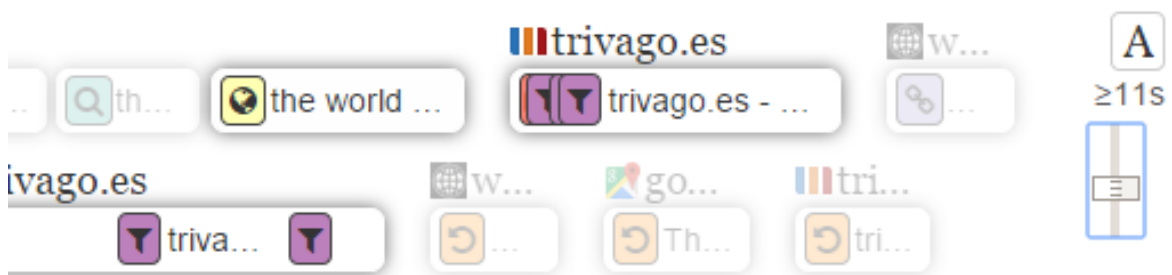 trivago.es w... A
... th... the world ... trivago.es - ... ... ≥11s
ivago.es w... go... tri...
triva... ... Th... tri...